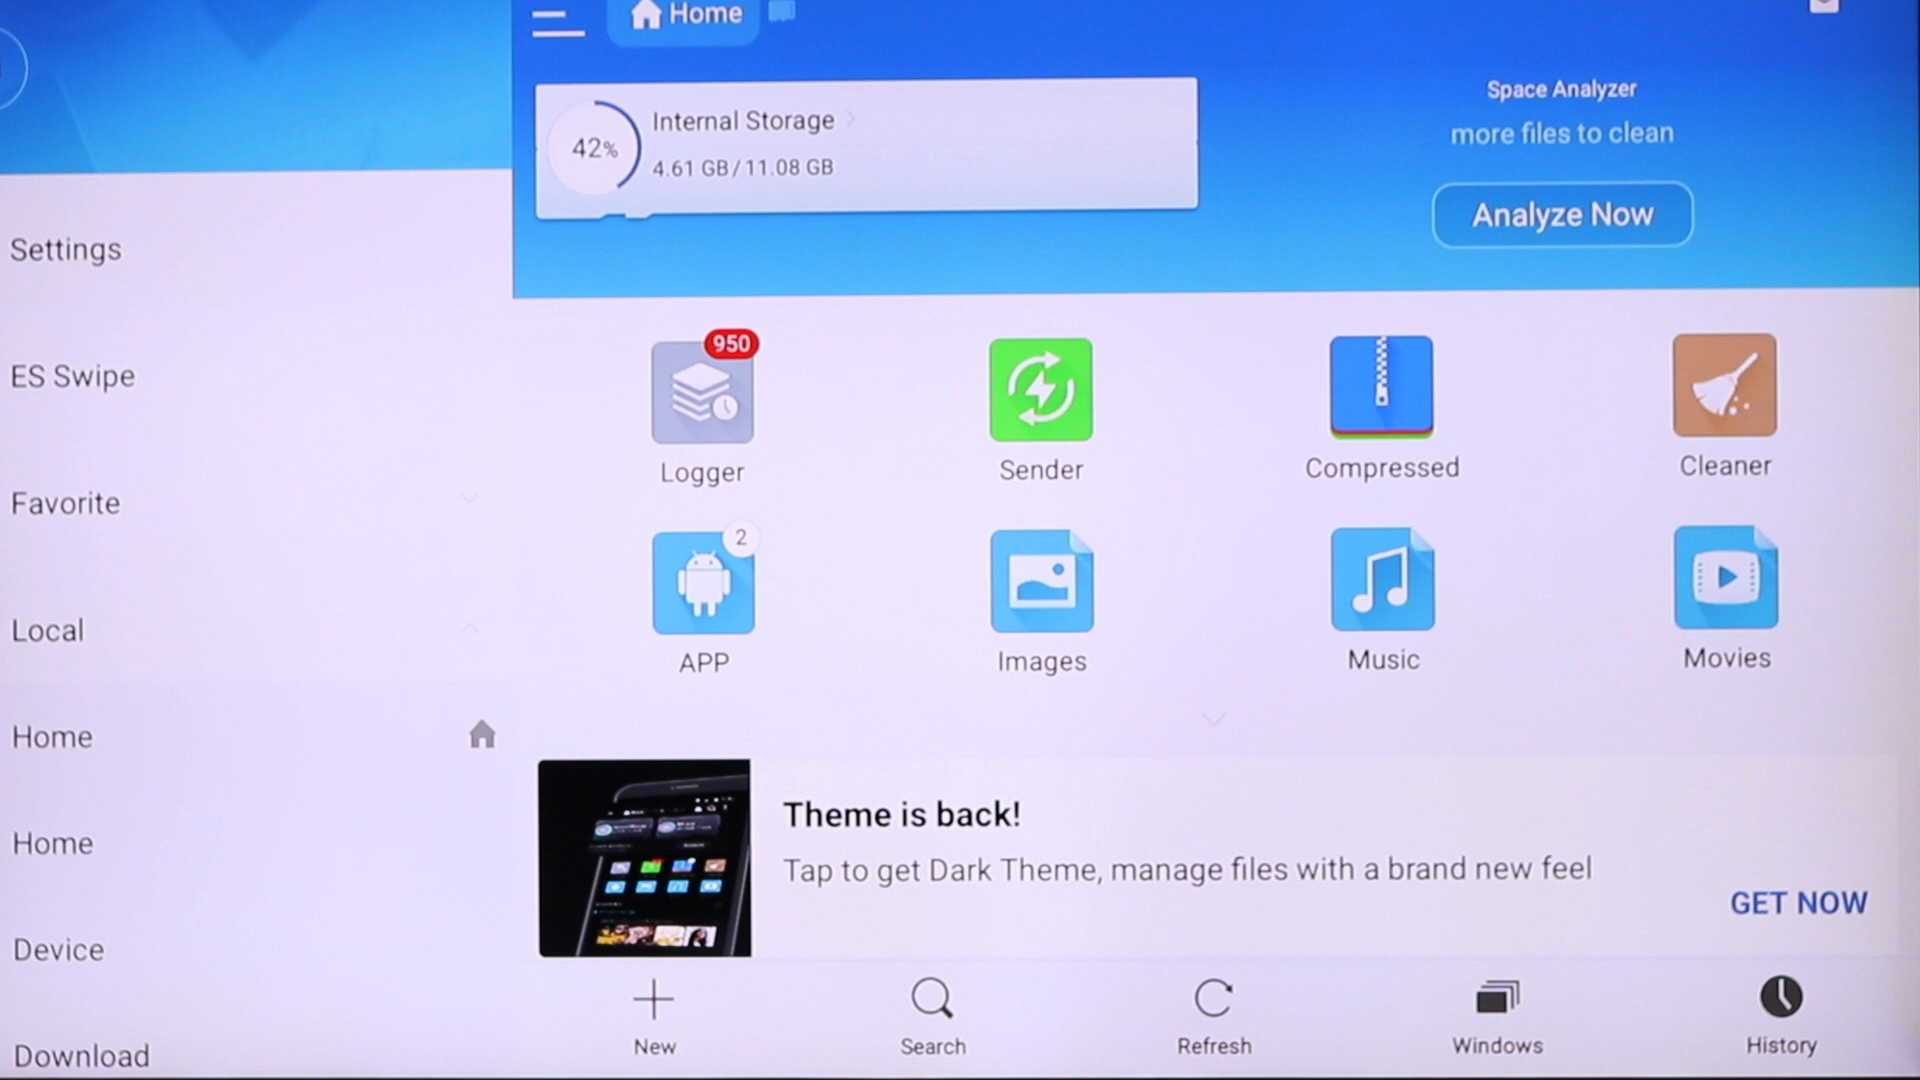 Home
Internal Storage
42%
4.61 GB/11.08 GB
Space Analyzer
more files to clean
Analyze Now
Settings
ES Swipe
Favorite
Local
Home
Home
Device
Download
950
Logger
Sender
Compressed
Cleaner
2
APP
Images
Music
Movies
Theme is back!
Tap to get Dark Theme, manage files with a brand new feel
GET NOW
New
Search
Refresh
Windows
History